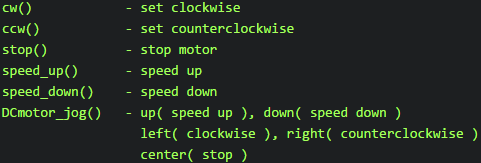 cw()            - set clockwise
ccw()           - set counterclockwise
stop()          - stop motor
speed_up()      - speed up
speed_down()    - speed down
DCmotor_jog()   - up( speed up ), down( speed down )
                  left( clockwise ), right( counterclockwise )
                  center( stop )